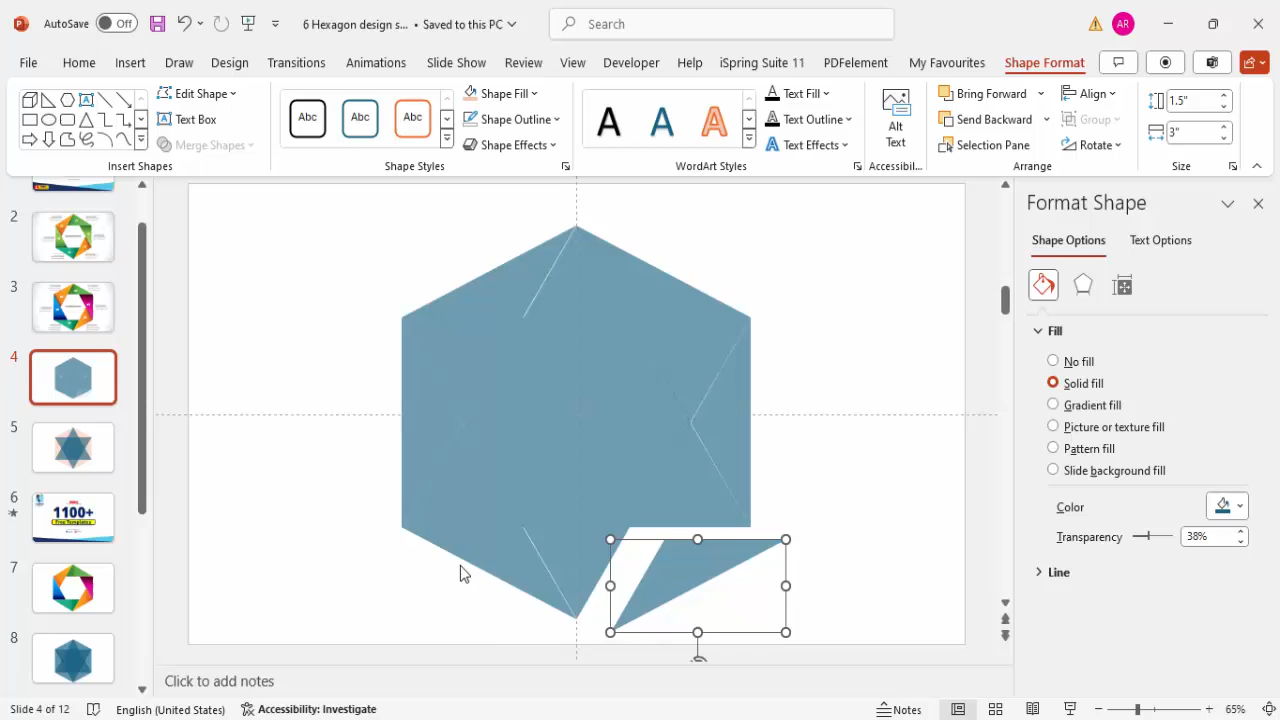 AutoSave Off
6 Hexagon design s... • Saved to this PC
Search
AR
File Home Insert Draw Design Transitions Animations Slide Show Review View Developer Help iSpring Suite 11 PDFelement My Favourites Shape Format
Edit Shape
Text Box
Merge Shapes
Insert Shapes
Abc Abc Abc
Shape Fill
Shape Outline
Shape Effects
Shape Styles
A A A
Text Fill
Text Outline
Text Effects
WordArt Styles
Alt
Text
Accessibil...
Bring Forward
Send Backward
Selection Pane
Align
Group
Rotate
Arrange
1.5"
3"
Size
2
3
4
5
6
1100+
7
8
Format Shape
Shape Options Text Options
Fill
No fill
Solid fill
Gradient fill
Picture or texture fill
Pattern fill
Slide background fill
Color
Transparency 38%
Line
Click to add notes
Slide 4 of 12 English (United States) Accessibility: Investigate Notes 65%